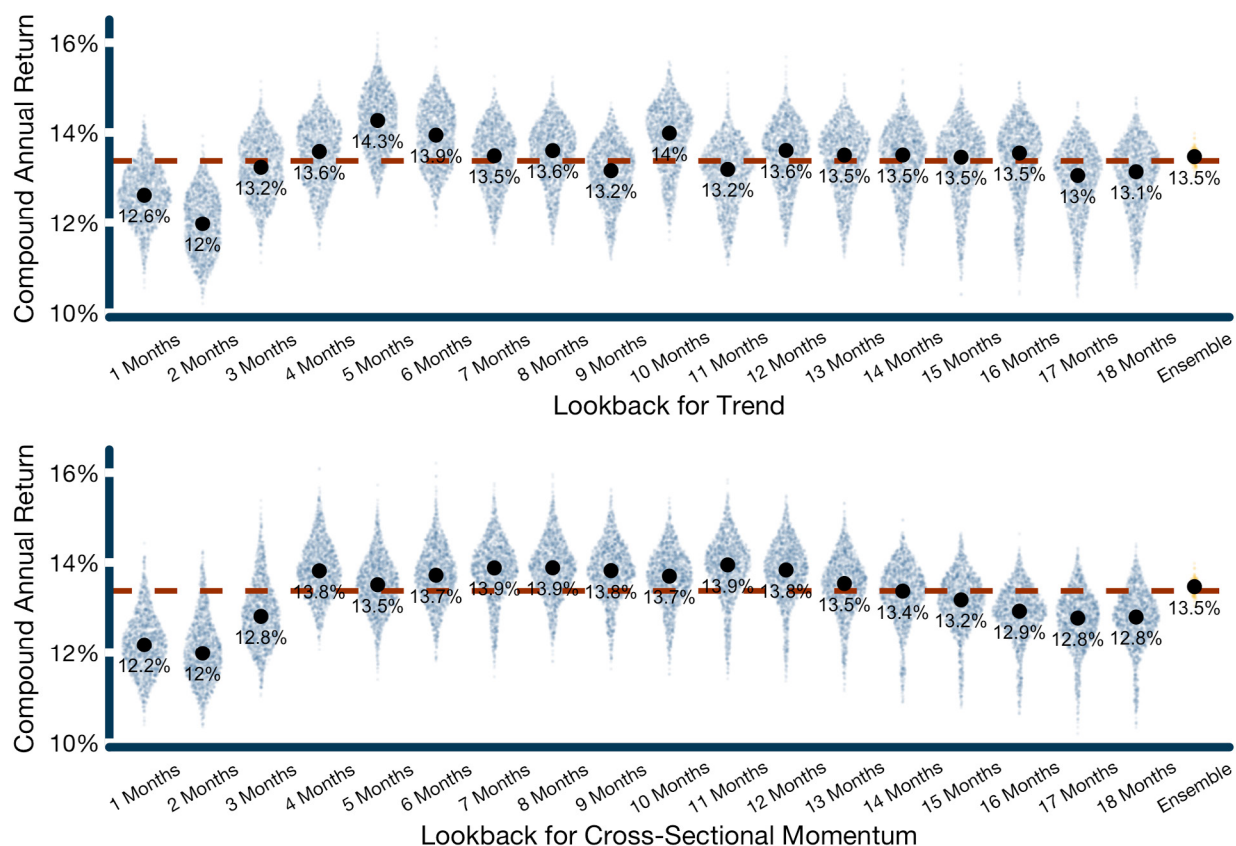 Compound Annual Return
16%
14%
12%
10%
12.6%
12%
13.2%
13.6%
14.3%
13.9%
13.5%
13.6%
13.2%
14%
13.2%
13.6%
13.5%
13.5%
13.5%
13.5%
13%
13.1%
13.5%
1 Months
2 Months
3 Months
4 Months
5 Months
6 Months
7 Months
8 Months
9 Months
10 Months
11 Months
12 Months
13 Months
14 Months
15 Months
16 Months
17 Months
18 Months
Ensemble
Lookback for Trend
Compound Annual Return
16%
14%
12%
10%
12.2%
12%
12.8%
13.8%
13.5%
13.7%
13.9%
13.9%
13.8%
13.7%
13.9%
13.8%
13.5%
13.4%
13.2%
12.9%
12.8%
12.8%
13.5%
1 Months
2 Months
3 Months
4 Months
5 Months
6 Months
7 Months
8 Months
9 Months
10 Months
11 Months
12 Months
13 Months
14 Months
15 Months
16 Months
17 Months
18 Months
Ensemble
Lookback for Cross-Sectional Momentum